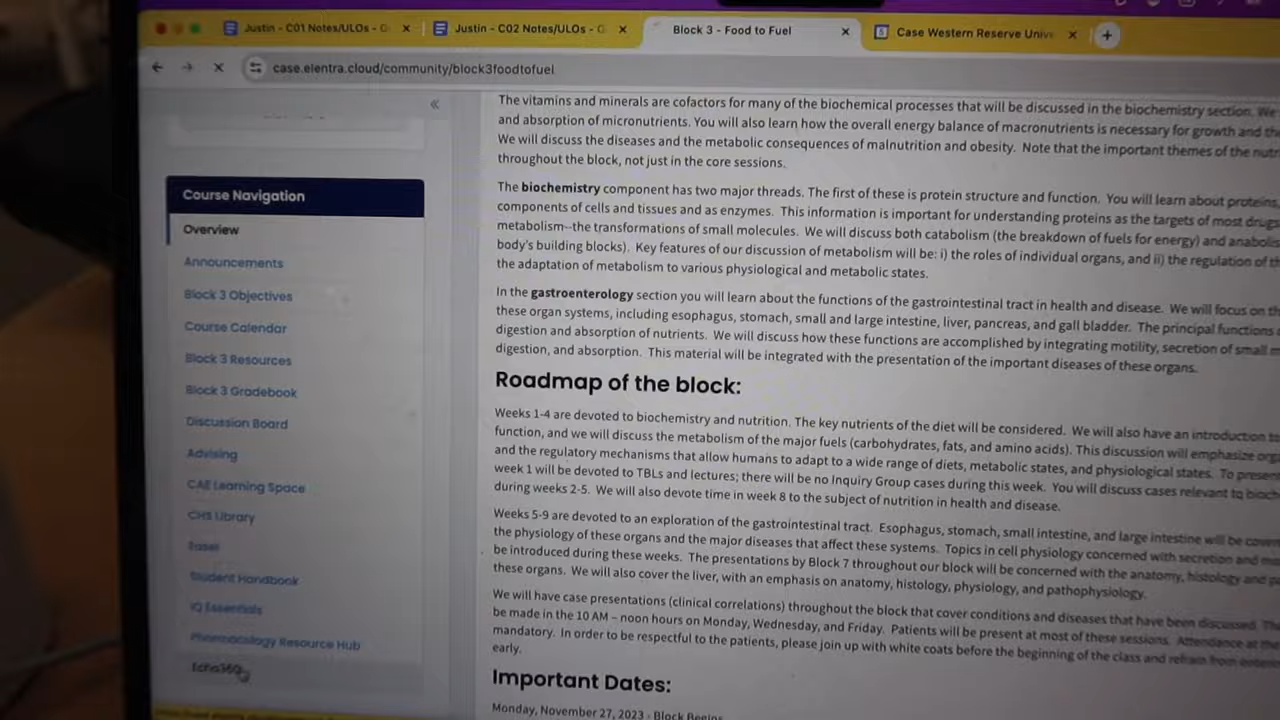 Justin - C01 Notes/ULOs - G
Justin - C02 Notes/ULOs - G
Block 3 - Food to Fuel
Case Western Reserve Unive
case.elentra.cloud/community/block3foodtofuel
Course Navigation
Overview
Announcements
Block 3 Objectives
Course Calendar
Block 3 Resources
Block 3 Gradebook
Discussion Board
Advising
CAE Learning Space
CHS Library
Easel
Student Handbook
IQ Essentials
Pharmacology Resource Hub
Echo360
The vitamins and minerals are cofactors for many of the biochemical processes that will be discussed in the biochemistry section. We
and absorption of micronutrients. You will also learn how the overall energy balance of macronutrients is necessary for growth and
We will discuss the diseases and the metabolic consequences of malnutrition and obesity. Note that the important themes of the
throughout the block, not just in the core sessions.
The biochemistry component has two major threads. The first of these is protein structure and function. You will learn about proteins
components of cells and tissues and as enzymes. This information is important for understanding proteins as the targets of most drugs
metabolism--the transformations of small molecules. We will discuss both catabolism (the breakdown of fuels for energy) and
body's building blocks). Key features of our discussion of metabolism will be: i) the roles of individual organs, and ii) the regulation of
the adaptation of metabolism to various physiological and metabolic states.
In the gastroenterology section you will learn about the functions of the gastrointestinal tract in health and disease. We will focus on
these organ systems, including esophagus, stomach, small and large intestine, liver, pancreas, and gall bladder. The principal functions
digestion and absorption of nutrients. We will discuss how these functions are accomplished by integrating motility, secretion of small
digestion, and absorption. This material will be integrated with the presentation of the important diseases of these organs.
Roadmap of the block:
Weeks 1-4 are devoted to biochemistry and nutrition. The key nutrients of the diet will be considered. We will also have an introduction
function, and we will discuss the metabolism of the major fuels (carbohydrates, fats, and amino acids). This discussion will emphasize
and the regulatory mechanisms that allow humans to adapt to a wide range of diets, metabolic states, and physiological states. To
week 1 will be devoted to TBLs and lectures; there will be no Inquiry Group cases during this week. You will discuss cases relevant to
during weeks 2-5. We will also devote time in week 8 to the subject of nutrition in health and disease.
Weeks 5-9 are devoted to an exploration of the gastrointestinal tract. Esophagus, stomach, small intestine, and large intestine will be
the physiology of these organs and the major diseases that affect these systems. Topics in cell physiology concerned with secretion and
be introduced during these weeks. The presentations by Block 7 throughout our block will be concerned with the anatomy, histology and
these organs. We will also cover the liver, with an emphasis on anatomy, histology, physiology, and pathophysiology.
We will have case presentations (clinical correlations) throughout the block that cover conditions and diseases that have been discussed.
be made in the 10 AM – noon hours on Monday, Wednesday, and Friday. Patients will be present at most of these sessions. Attendance at
mandatory. In order to be respectful to the patients, please join up with white coats before the beginning of the class and refrain from
early.
Important Dates:
Monday, November 27, 2023 - Block Begins